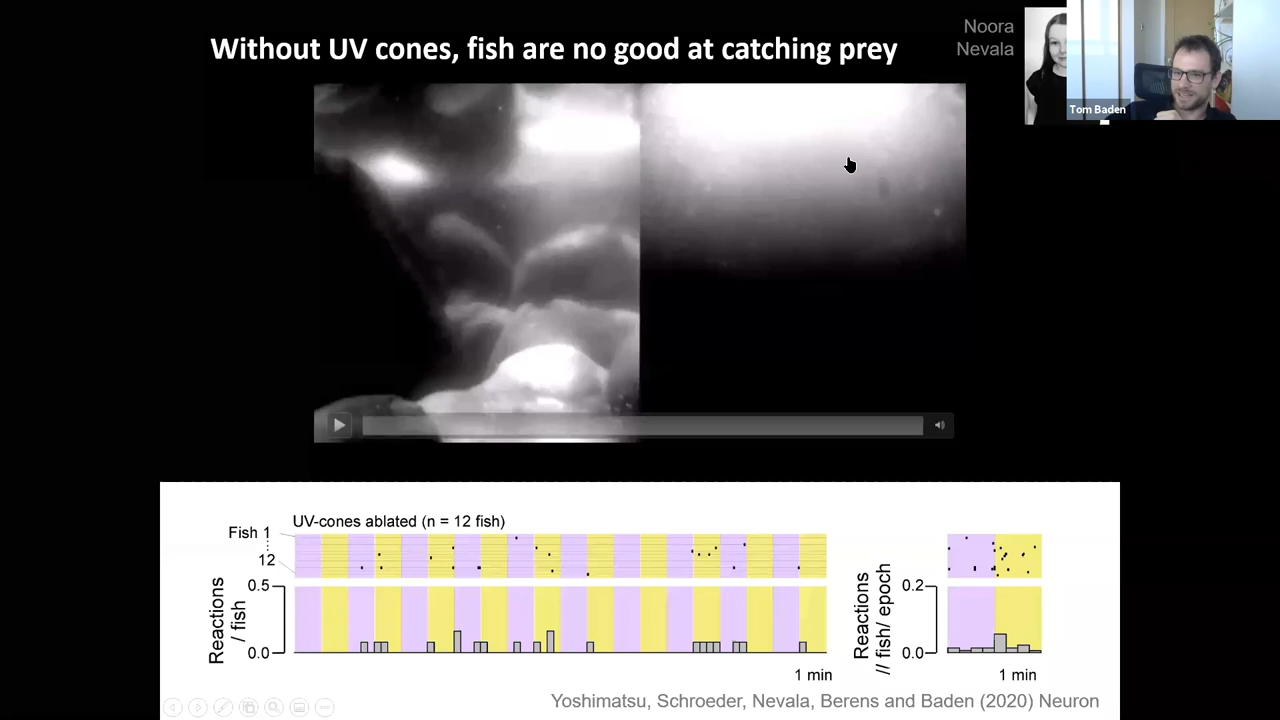 Without UV cones, fish are no good at catching prey
Noora
Nevala
Tom Baden
UV-cones ablated (n = 12 fish)
Fish 1
12
Reactions
/ fish
0.5
0.0
1 min
Reactions
// fish/ epoch
0.2
0.0
1 min
Yoshimatsu, Schroeder, Nevala, Berens and Baden (2020) Neuron